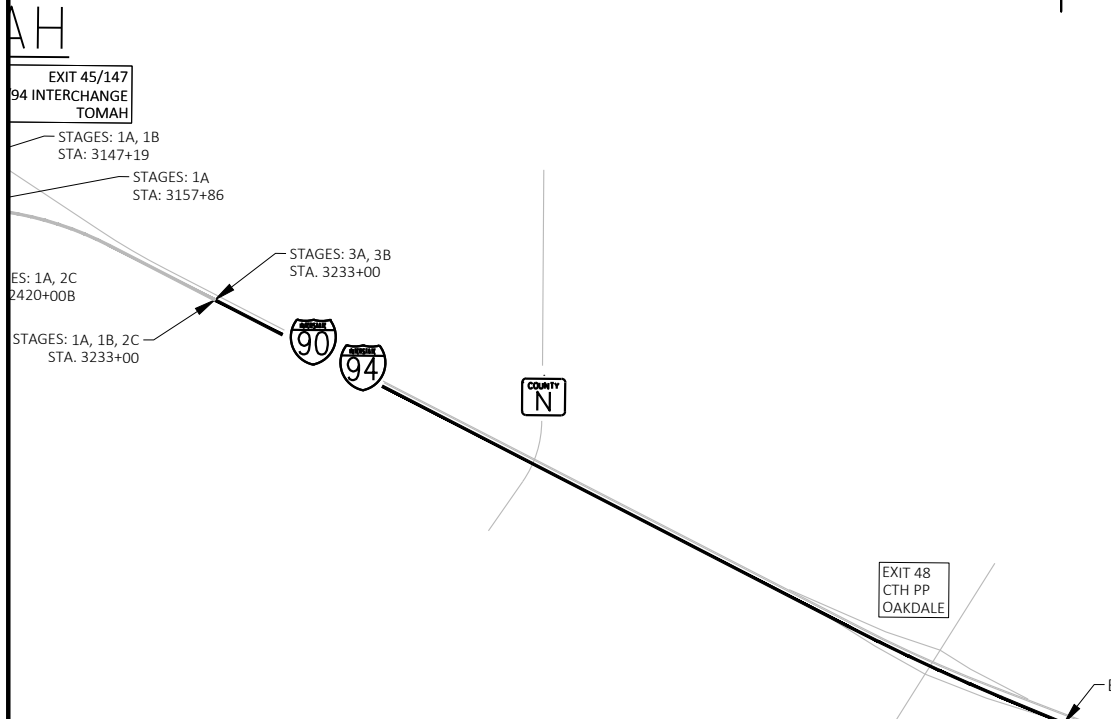 AH
EXIT 45/147
94 INTERCHANGE
TOMAH
STAGES: 1A, 1B
STA: 3147+19
STAGES: 1A
STA: 3157+86
STAGES: 3A, 3B
STA. 3233+00
ES: 1A, 2C
2420+00B
STAGES: 1A, 1B, 2C
STA. 3233+00
INTERSTATE
90
INTERSTATE
94
COUNTY
N
EXIT 48
CTH PP
OAKDALE